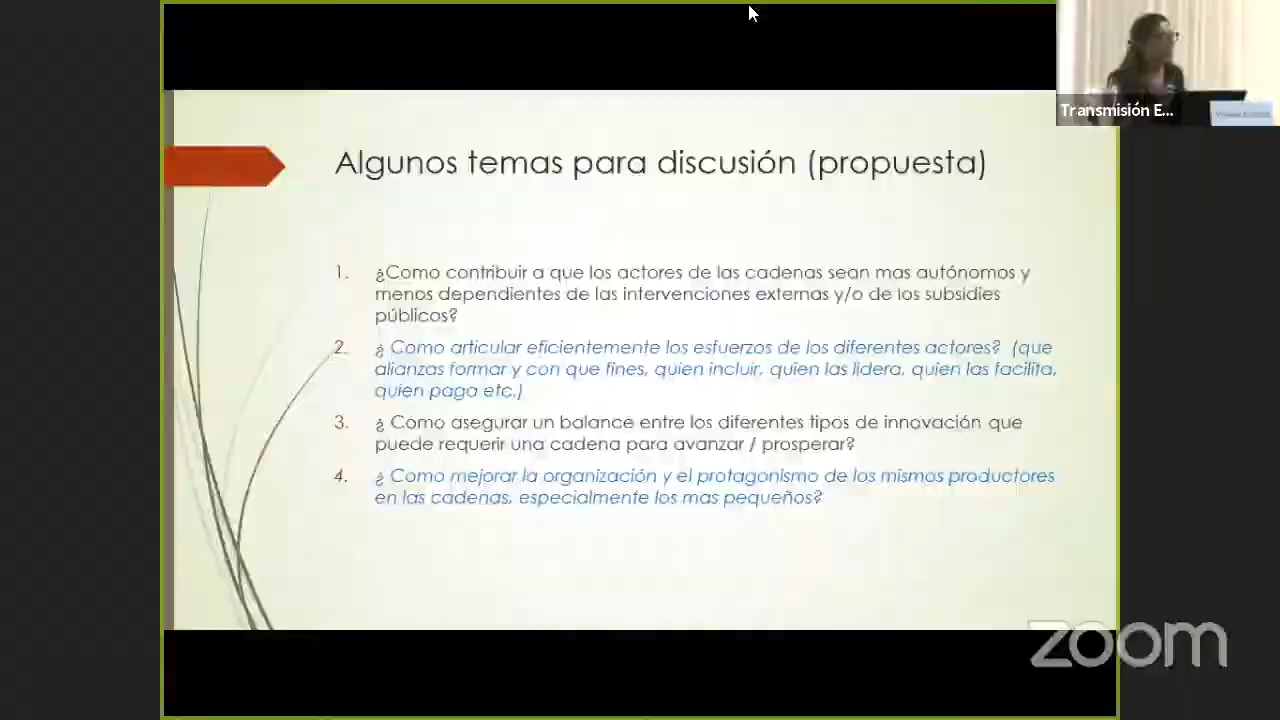 Transmisión E...
Algunos temas para discusión (propuesta)
1. ¿Como contribuir a que los actores de las cadenas sean mas autónomos y
menos dependientes de las intervenciones externas y/o de los subsidies
públicos?
2. ¿ Como articular eficientemente los esfuerzos de los diferentes actores? (que
alianzas formar y con que fines, quien incluir, quien las lidera, quien las facilita,
quien paga etc.)
3. ¿ Como asegurar un balance entre los diferentes tipos de innovación que
puede requerir una cadena para avanzar / prosperar?
4. ¿ Como mejorar la organización y el protagonismo de los mismos productores
en las cadenas, especialmente los mas pequeños?
zoom